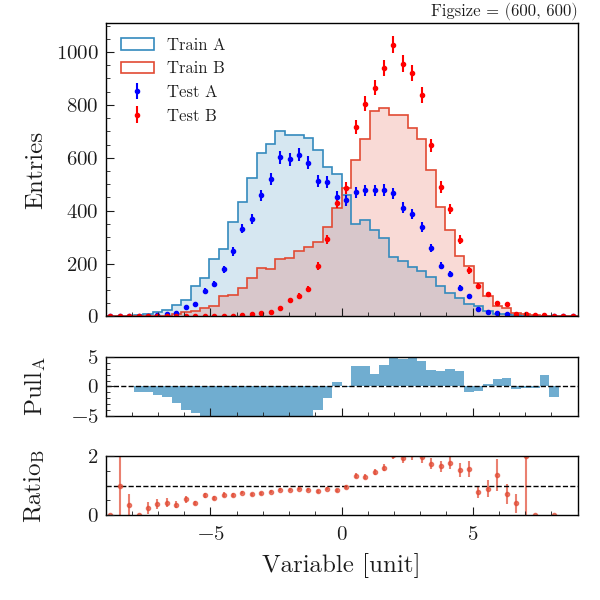 Figsize = (600, 600)
Train A
Train B
Test A
Test B
Entries
1000
800
600
400
200
0
Pull_A
5
0
−5
Ratio_B
2
0
−5 0 5
Variable [unit]